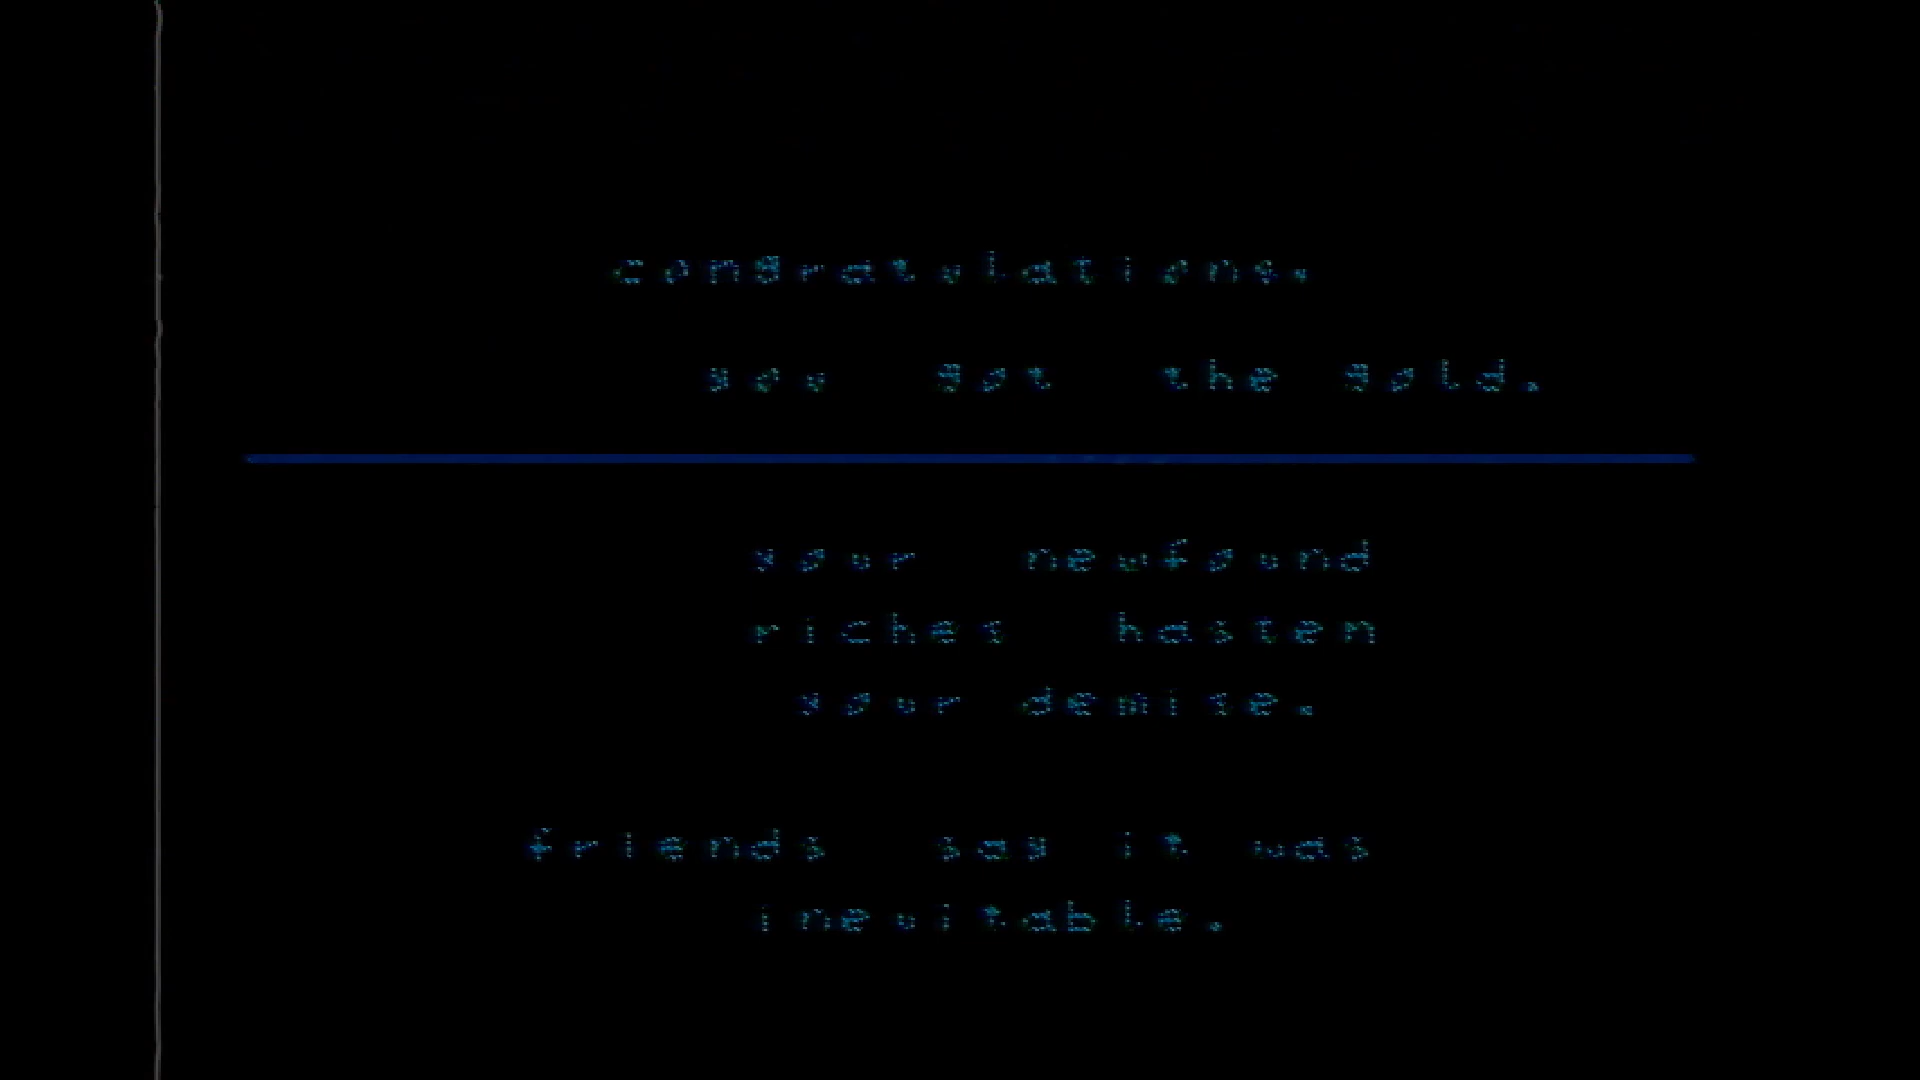 congratulations.
you got the gold.
your newfound
riches hasten
your demise.
friends say it was
inevitable.